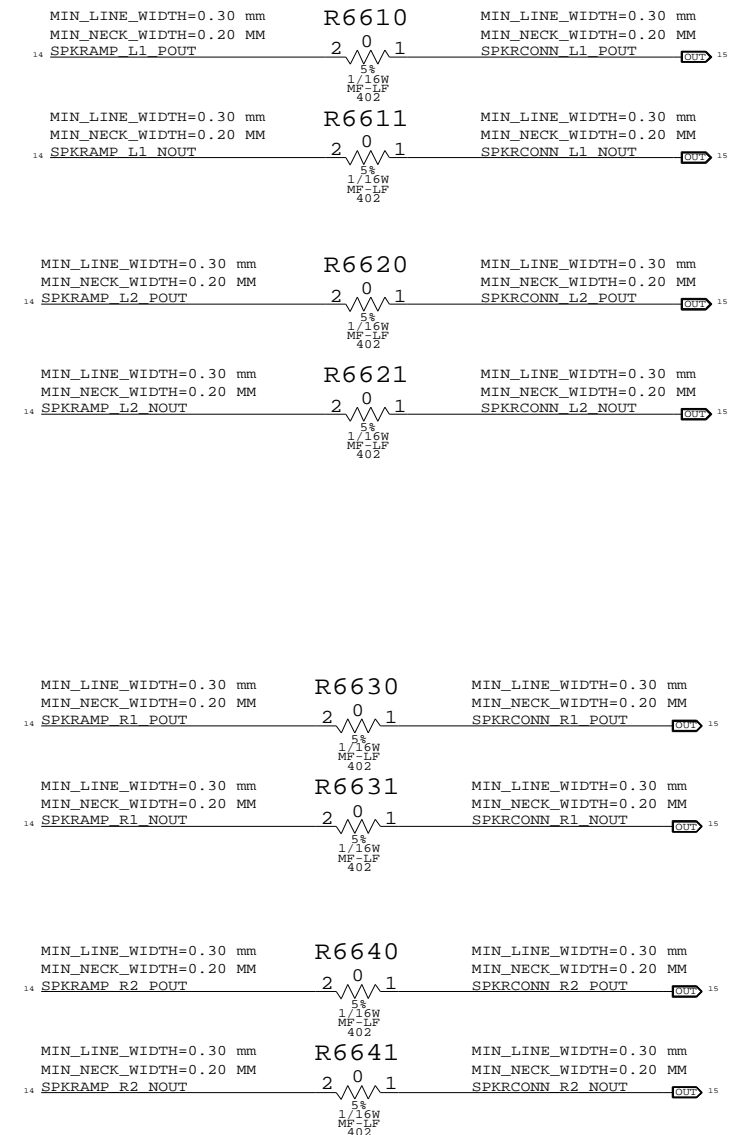 MIN_LINE_WIDTH=0.30 mm R6610 MIN_LINE_WIDTH=0.30 mm
MIN_NECK_WIDTH=0.20 MM MIN_NECK_WIDTH=0.20 MM
14 SPKRAMP_L1_POUT 2 0 1 SPKRCONN_L1_POUT OUT 15
5%
1/16W
MF-LF
402
MIN_LINE_WIDTH=0.30 mm R6611 MIN_LINE_WIDTH=0.30 mm
MIN_NECK_WIDTH=0.20 MM MIN_NECK_WIDTH=0.20 MM
14 SPKRAMP_L1_NOUT 2 0 1 SPKRCONN_L1_NOUT OUT 15
5%
1/16W
MF-LF
402
MIN_LINE_WIDTH=0.30 mm R6620 MIN_LINE_WIDTH=0.30 mm
MIN_NECK_WIDTH=0.20 MM MIN_NECK_WIDTH=0.20 MM
14 SPKRAMP_L2_POUT 2 0 1 SPKRCONN_L2_POUT OUT 15
5%
1/16W
MF-LF
402
MIN_LINE_WIDTH=0.30 mm R6621 MIN_LINE_WIDTH=0.30 mm
MIN_NECK_WIDTH=0.20 MM MIN_NECK_WIDTH=0.20 MM
14 SPKRAMP_L2_NOUT 2 0 1 SPKRCONN_L2_NOUT OUT 15
5%
1/16W
MF-LF
402
MIN_LINE_WIDTH=0.30 mm R6630 MIN_LINE_WIDTH=0.30 mm
MIN_NECK_WIDTH=0.20 MM MIN_NECK_WIDTH=0.20 MM
14 SPKRAMP_R1_POUT 2 0 1 SPKRCONN_R1_POUT OUT 15
5%
1/16W
MF-LF
402
MIN_LINE_WIDTH=0.30 mm R6631 MIN_LINE_WIDTH=0.30 mm
MIN_NECK_WIDTH=0.20 MM MIN_NECK_WIDTH=0.20 MM
14 SPKRAMP_R1_NOUT 2 0 1 SPKRCONN_R1_NOUT OUT 15
5%
1/16W
MF-LF
402
MIN_LINE_WIDTH=0.30 mm R6640 MIN_LINE_WIDTH=0.30 mm
MIN_NECK_WIDTH=0.20 MM MIN_NECK_WIDTH=0.20 MM
14 SPKRAMP_R2_POUT 2 0 1 SPKRCONN_R2_POUT OUT 15
5%
1/16W
MF-LF
402
MIN_LINE_WIDTH=0.30 mm R6641 MIN_LINE_WIDTH=0.30 mm
MIN_NECK_WIDTH=0.20 MM MIN_NECK_WIDTH=0.20 MM
14 SPKRAMP_R2_NOUT 2 0 1 SPKRCONN_R2_NOUT OUT 15
5%
1/16W
MF-LF
402